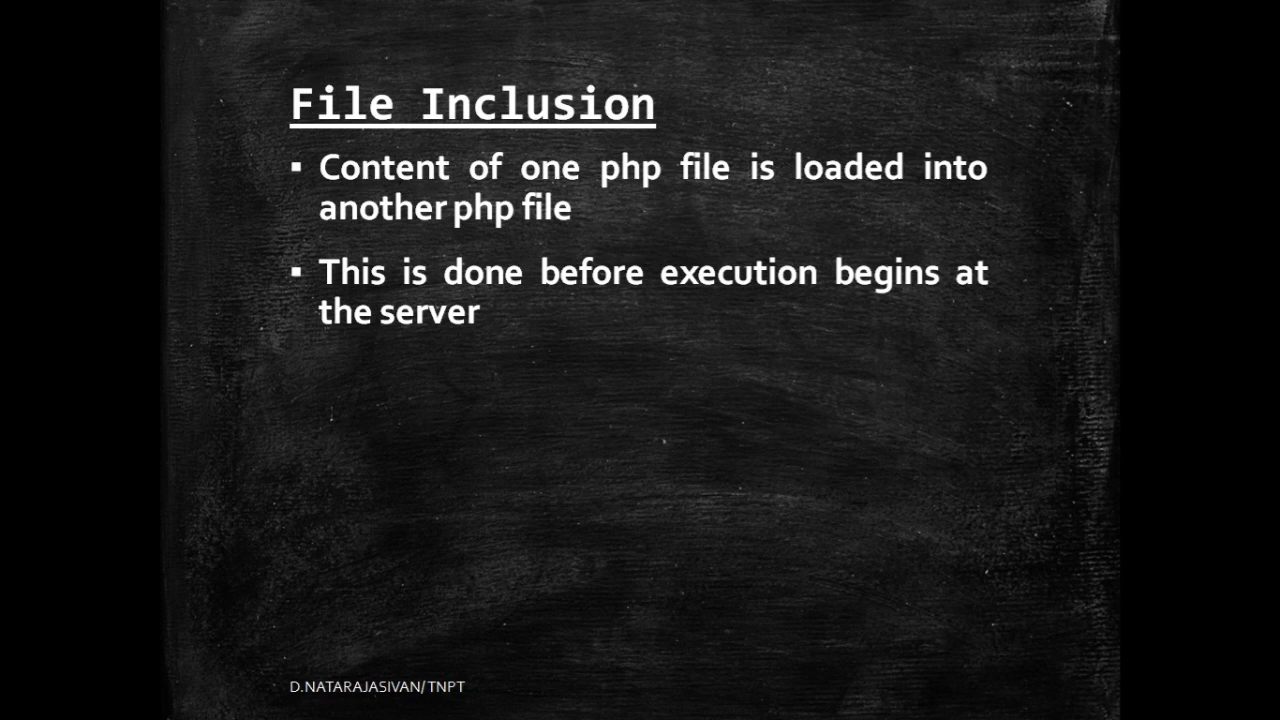 File Inclusion
▪ Content of one php file is loaded into
another php file
▪ This is done before execution begins at
the server
D.NATARAJASIVAN/TNPT